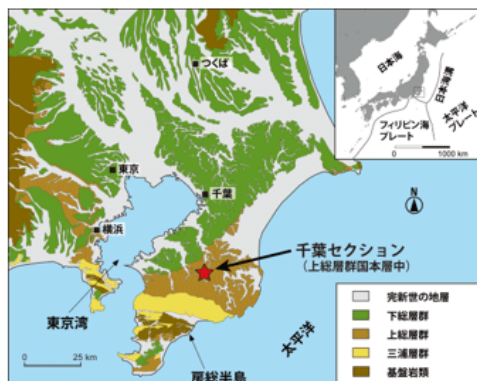 日本海
日本海溝
太平洋
プレート
フィリピン海
プレート
0 1000 km
つくば
東京
千葉
横浜
N
千葉セクション
（上総層群国本層中）
東京湾
房総半島
太平洋
0 25 km
完新世の地層
下総層群
上総層群
三浦層群
基盤岩類